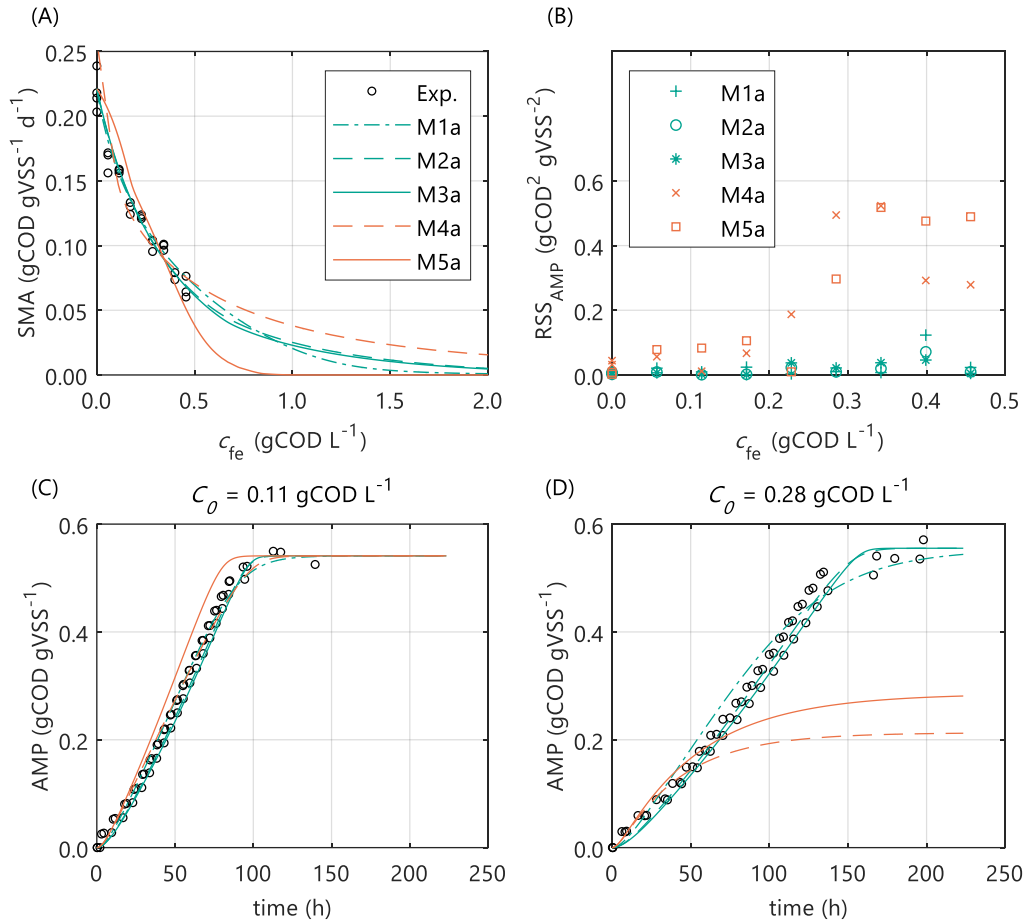 (A)
SMA (gCOD gVSS⁻¹ d⁻¹)
0.25
0.20
0.15
0.10
0.05
0.00
Exp.
M1a
M2a
M3a
M4a
M5a
0.0 0.5 1.0 1.5 2.0
c_fe (gCOD L⁻¹)
(B)
RSS_AMP (gCOD² gVSS⁻²)
0.6
0.4
0.2
0.0
M1a
M2a
M3a
M4a
M5a
0.0 0.1 0.2 0.3 0.4 0.5
c_fe (gCOD L⁻¹)
(C)
C_0 = 0.11 gCOD L⁻¹
AMP (gCOD gVSS⁻¹)
0.6
0.4
0.2
0.0
0 50 100 150 200 250
time (h)
(D)
C_0 = 0.28 gCOD L⁻¹
AMP (gCOD gVSS⁻¹)
0.6
0.4
0.2
0.0
0 50 100 150 200 250
time (h)